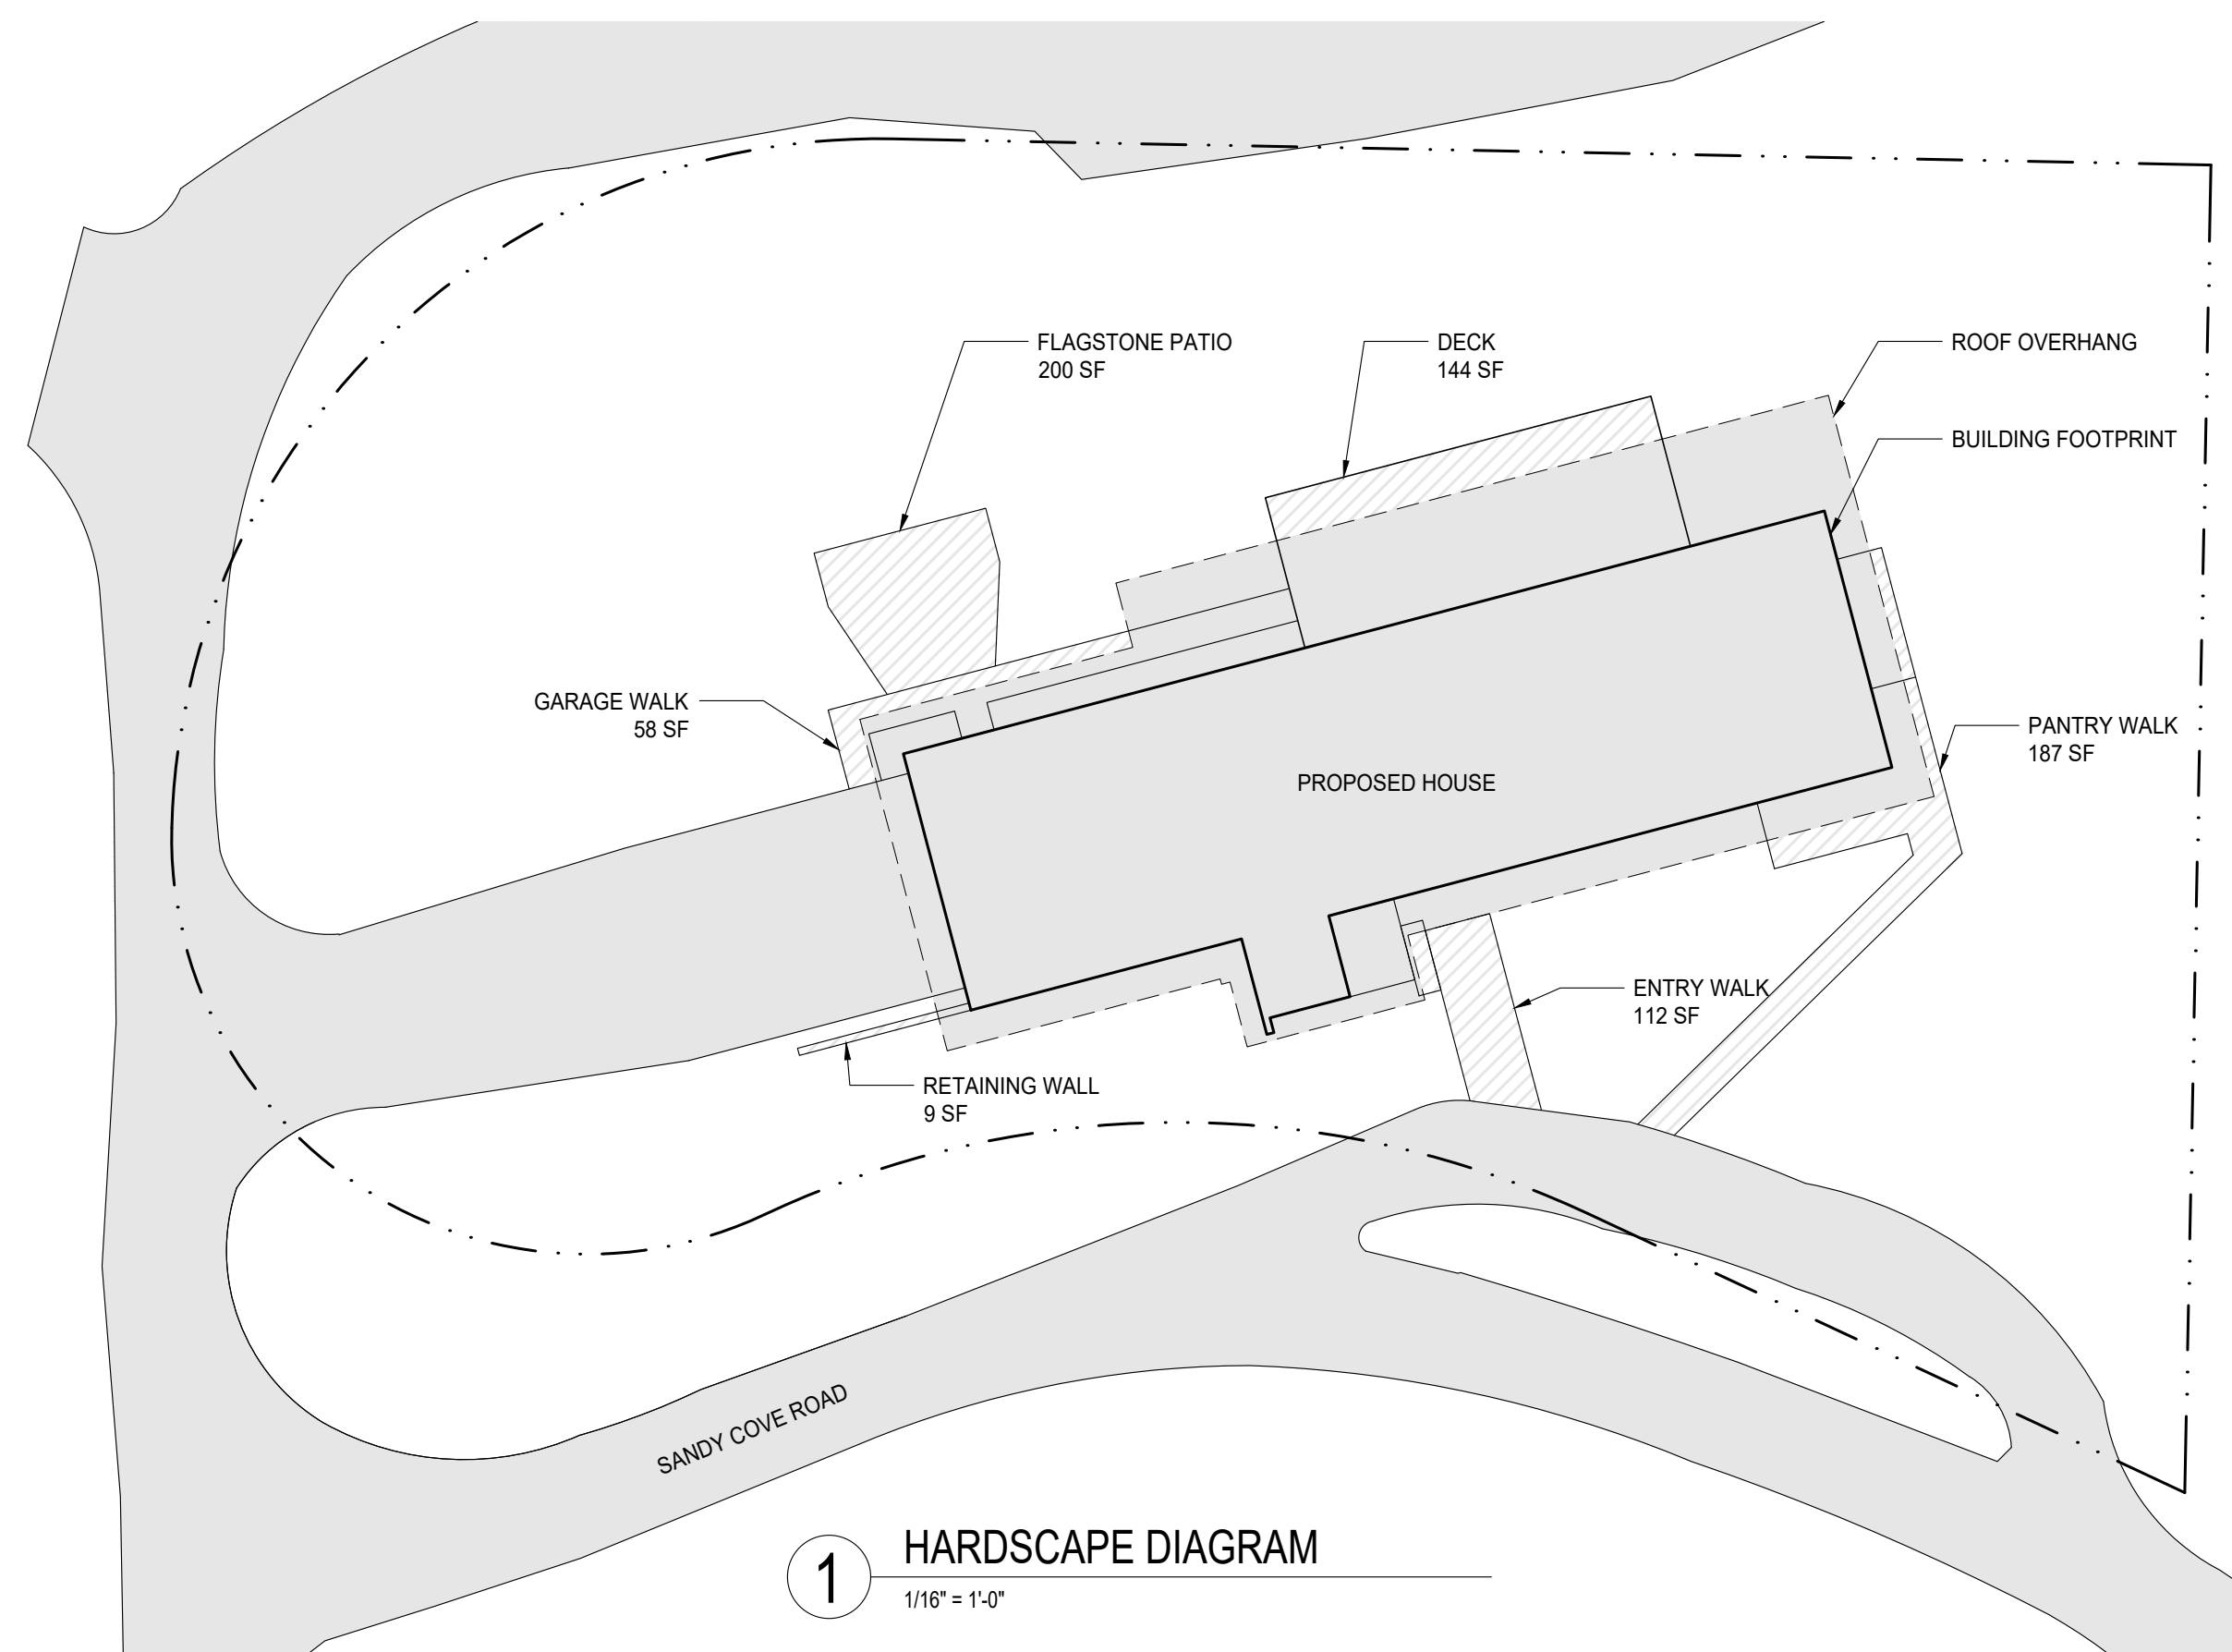 FLAGSTONE PATIO
200 SF
DECK
144 SF
ROOF OVERHANG
BUILDING FOOTPRINT
GARAGE WALK
58 SF
PANTRY WALK
187 SF
PROPOSED HOUSE
ENTRY WALK
112 SF
RETAINING WALL
9 SF
SANDY COVE ROAD
1
HARDSCAPE DIAGRAM
1/16" = 1'-0"